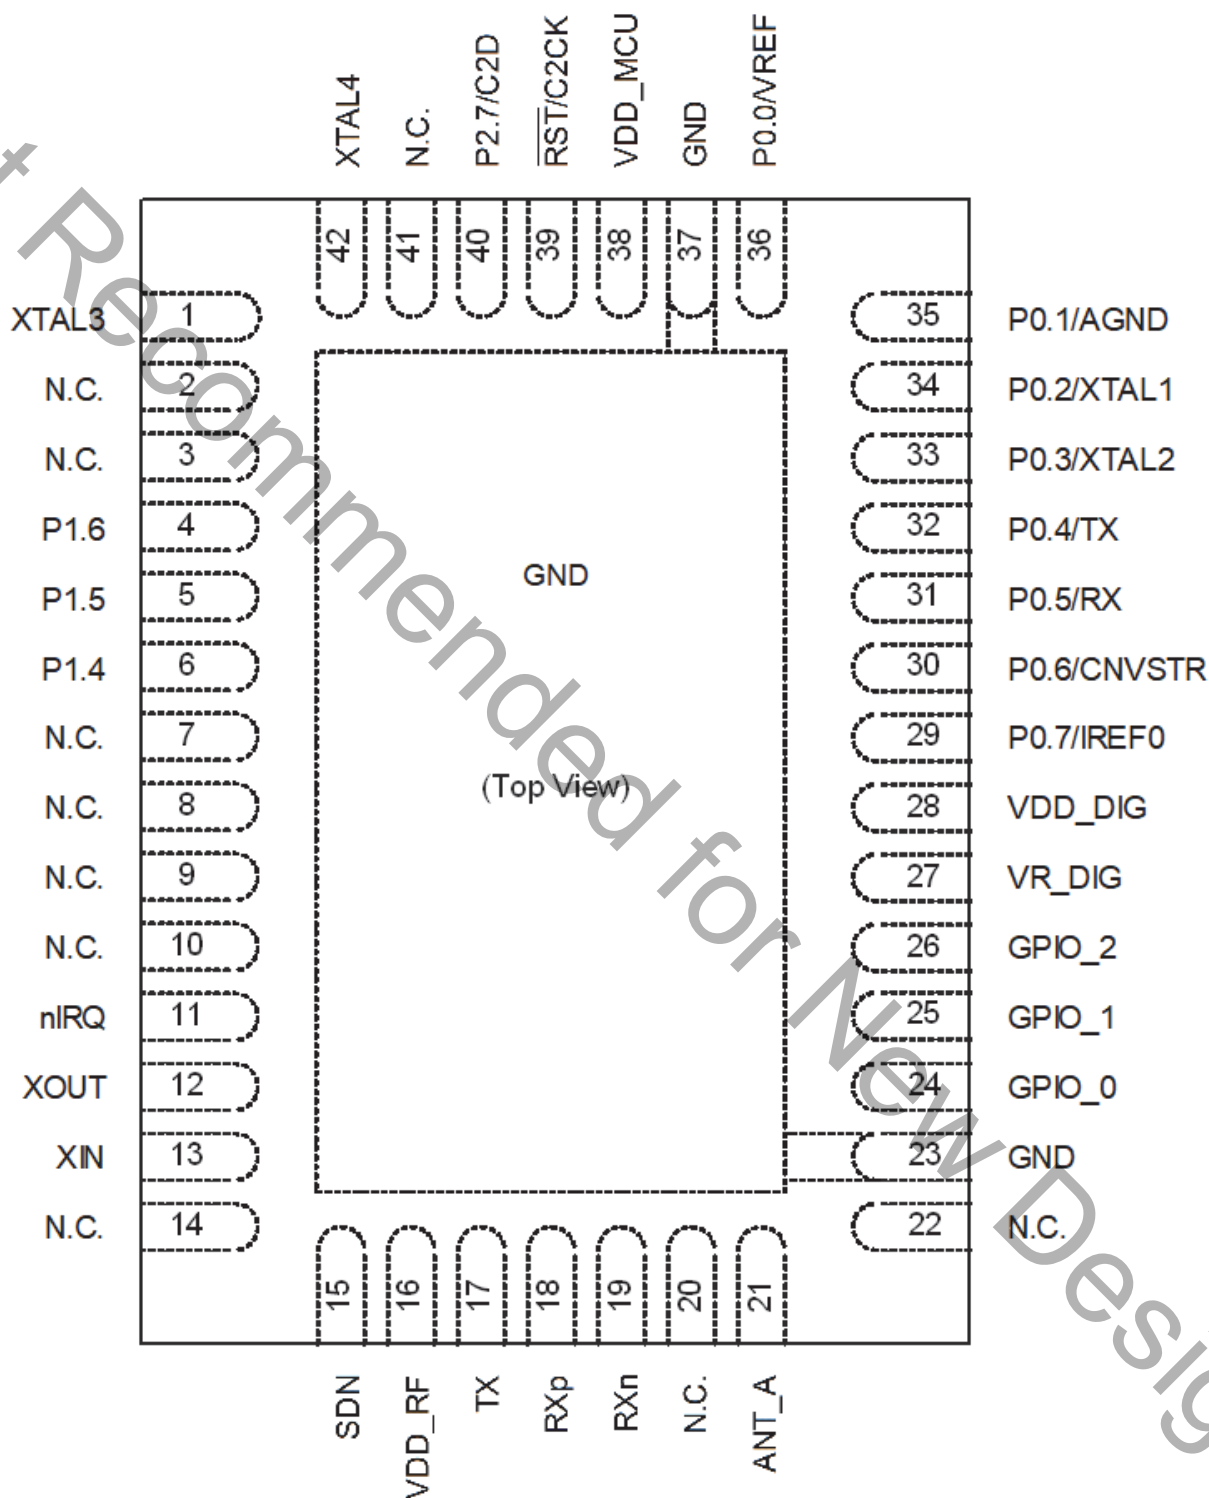 XTAL4
N.C.
P2.7/C2D
RST/C2CK
VDD_MCU
GND
P0.0/VREF
42
41
40
39
38
37
36
XTAL3 1
N.C. 2
N.C. 3
P1.6 4
P1.5 5
P1.4 6
N.C. 7
N.C. 8
N.C. 9
N.C. 10
nIRQ 11
XOUT 12
XIN 13
N.C. 14
GND
(Top View)
35 P0.1/AGND
34 P0.2/XTAL1
33 P0.3/XTAL2
32 P0.4/TX
31 P0.5/RX
30 P0.6/CNVSTR
29 P0.7/IREF0
28 VDD_DIG
27 VR_DIG
26 GPIO_2
25 GPIO_1
24 GPIO_0
23 GND
22 N.C.
15
16
17
18
19
20
21
SDN
VDD_RF
TX
RXp
RXn
N.C.
ANT_A
t Recommended for New Desig